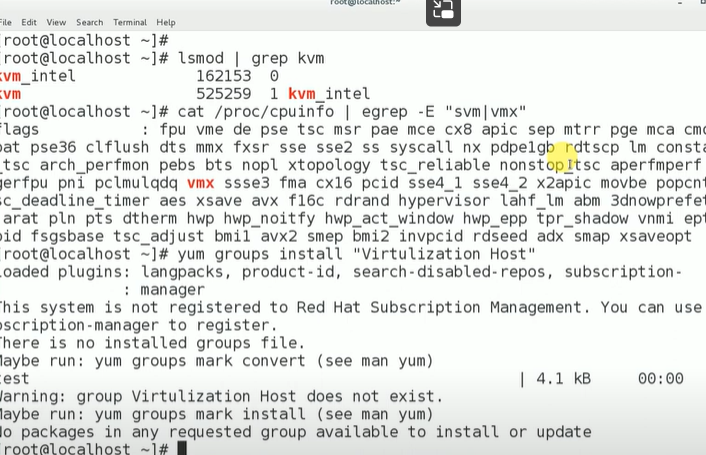 root@localhost:~
File Edit View Search Terminal Help
[root@localhost ~]#
[root@localhost ~]# lsmod | grep kvm
kvm_intel 162153 0
kvm 525259 1 kvm_intel
[root@localhost ~]# cat /proc/cpuinfo | egrep -E "svm|vmx"
flags : fpu vme de pse tsc msr pae mce cx8 apic sep mtrr pge mca cmo
pat pse36 clflush dts mmx fxsr sse sse2 ss syscall nx pdpe1gb rdtscp lm consta
_tsc arch_perfmon pebs bts nopl xtopology tsc_reliable nonstop_tsc aperfmperf
gerfpu pni pclmulqdq vmx ssse3 fma cx16 pcid sse4_1 sse4_2 x2apic movbe popcnt
sc_deadline_timer aes xsave avx f16c rdrand hypervisor lahf_lm abm 3dnowprefet
arat pln pts dtherm hwp hwp_noitfy hwp_act_window hwp_epp tpr_shadow vnmi ept
pid fsgsbase tsc_adjust bmi1 avx2 smep bmi2 invpcid rdseed adx smap xsaveopt
[root@localhost ~]# yum groups install "Virtulization Host"
Loaded plugins: langpacks, product-id, search-disabled-repos, subscription-
: manager
This system is not registered to Red Hat Subscription Management. You can use
bscription-manager to register.
There is no installed groups file.
Maybe run: yum groups mark convert (see man yum)
test | 4.1 kB 00:00
Warning: group Virtulization Host does not exist.
Maybe run: yum groups mark install (see man yum)
No packages in any requested group available to install or update
[root@localhost ~]#